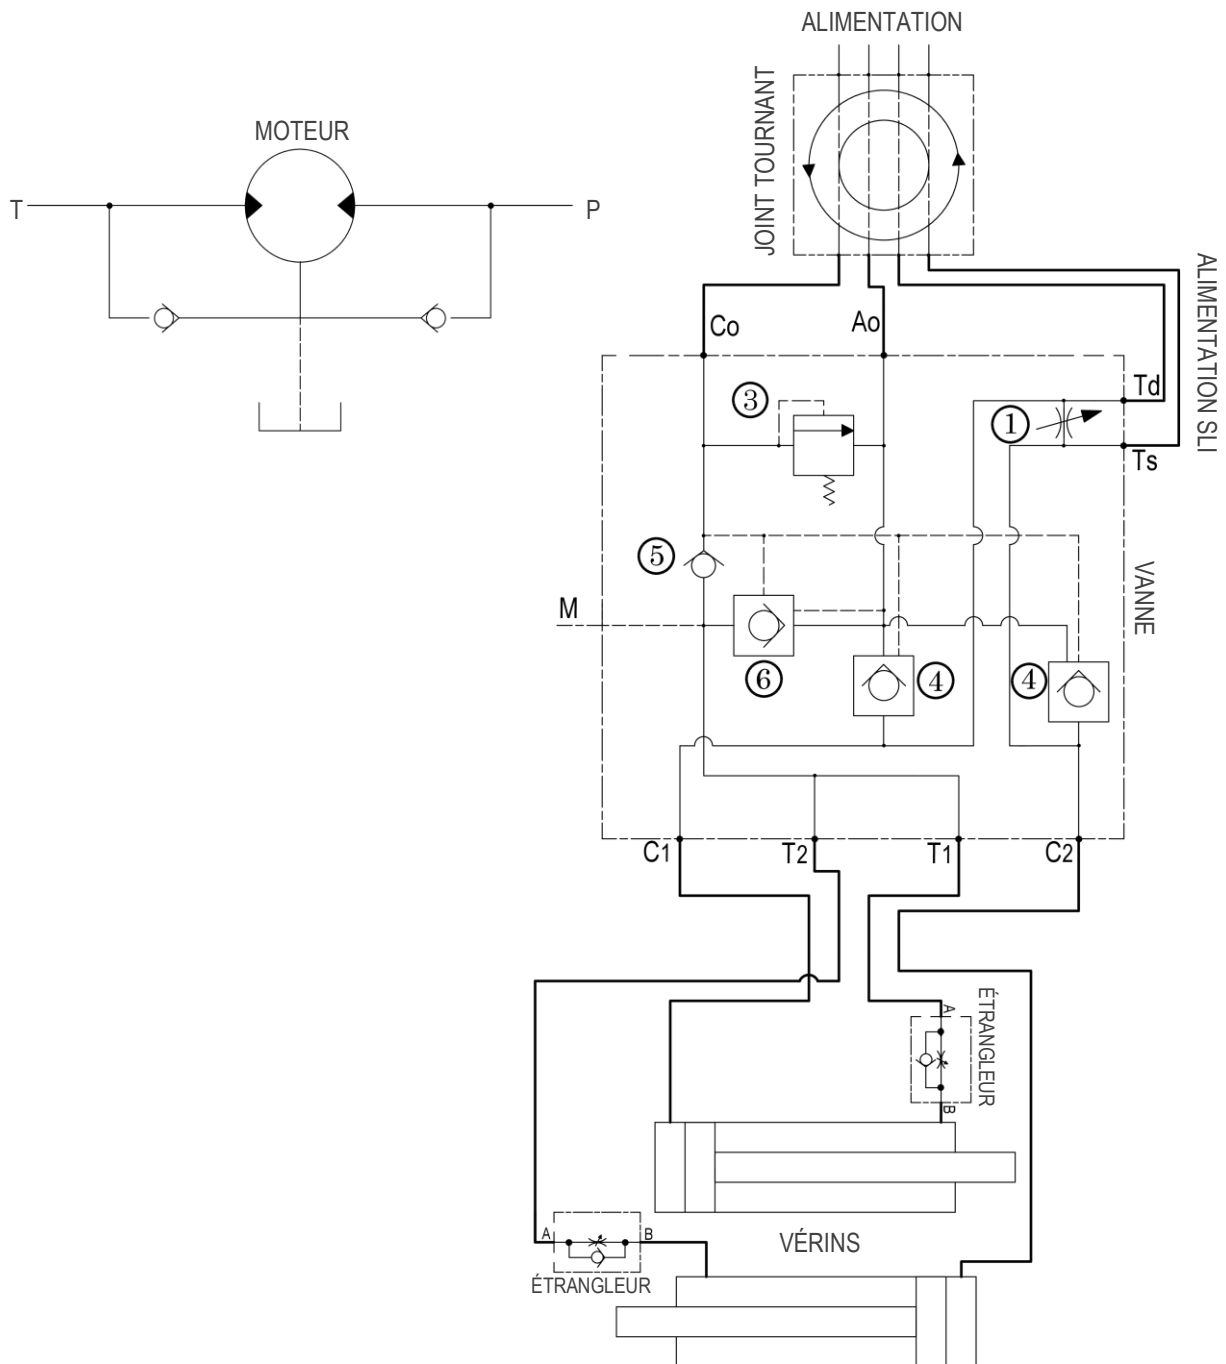 ALIMENTATION
JOINT TOURNANT
MOTEUR
T
P
ALIMENTATION SLI
Co
Ao
Td
3
1
Ts
5
VANNE
M
6
4
4
C1
T2
T1
C2
A
ÉTRANGLEUR
B
A
B
VÉRINS
ÉTRANGLEUR